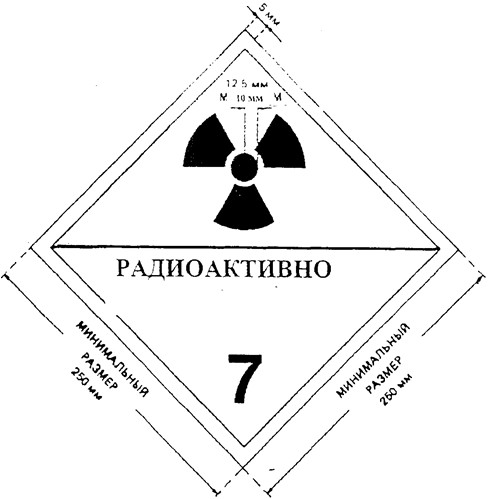 5 мм
12.5 мм
М 10 мм М
РАДИОАКТИВНО
МИНИМАЛЬНЫЙ
РАЗМЕР
250 мм
МИНИМАЛЬНЫЙ
РАЗМЕР
250 мм
7